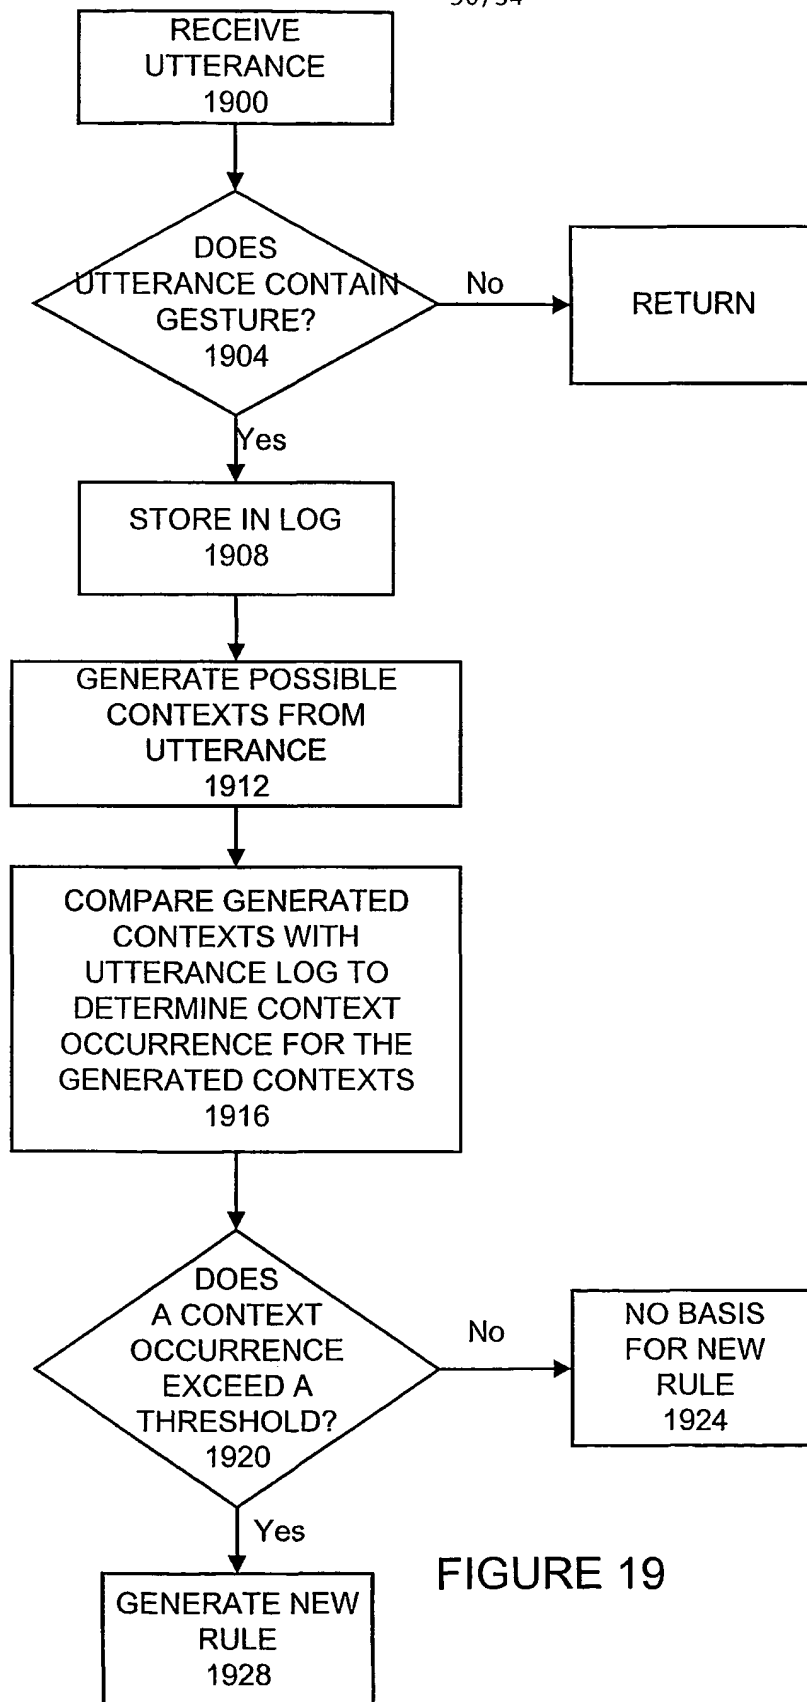 RECEIVE
UTTERANCE
1900
DOES
UTTERANCE CONTAIN
GESTURE?
1904
No
RETURN
Yes
STORE IN LOG
1908
GENERATE POSSIBLE
CONTEXTS FROM
UTTERANCE
1912
COMPARE GENERATED
CONTEXTS WITH
UTTERANCE LOG TO
DETERMINE CONTEXT
OCCURRENCE FOR THE
GENERATED CONTEXTS
1916
DOES
A CONTEXT
OCCURRENCE
EXCEED A
THRESHOLD?
1920
No
NO BASIS
FOR NEW
RULE
1924
Yes
GENERATE NEW
RULE
1928
FIGURE 19